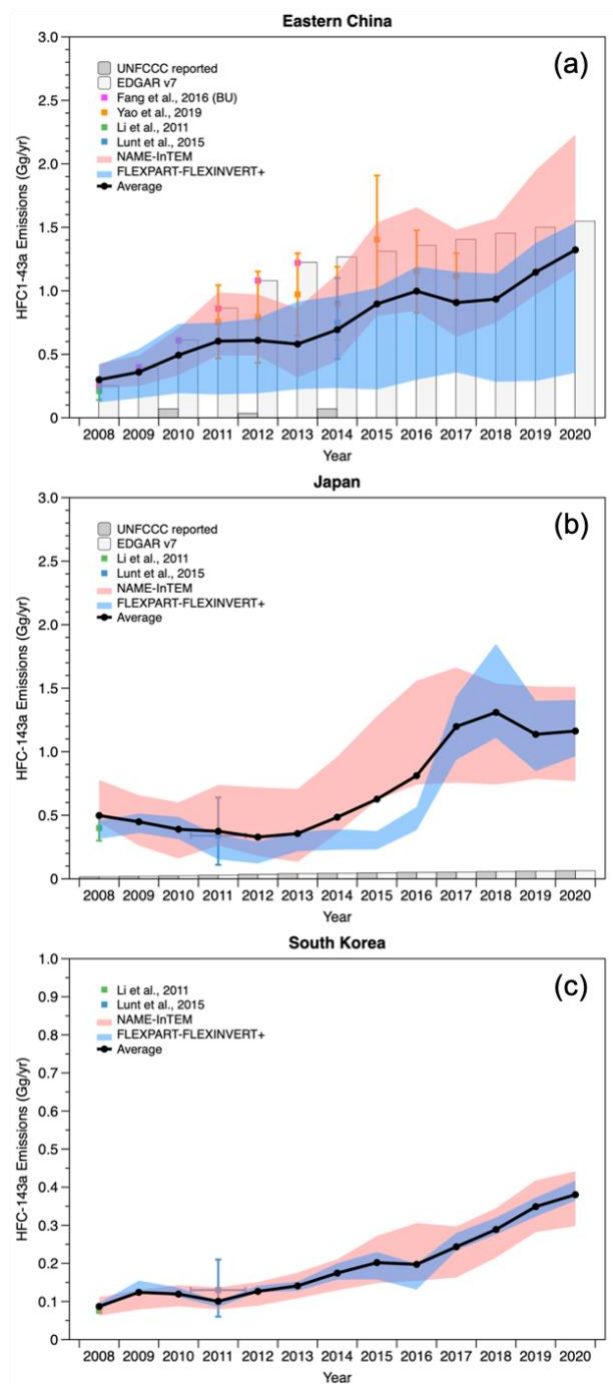 Eastern China
(a)
3.0
2.5
2.0
1.5
1.0
0.5
0
HFC1-43a Emissions (Gg/yr)
UNFCCC reported
EDGAR v7
Fang et al., 2016 (BU)
Yao et al., 2019
Li et al., 2011
Lunt et al., 2015
NAME-InTEM
FLEXPART-FLEXINVERT+
Average
2008 2009 2010 2011 2012 2013 2014 2015 2016 2017 2018 2019 2020
Year
Japan
(b)
3.0
2.5
2.0
1.5
1.0
0.5
0
HFC-143a Emissions (Gg/yr)
UNFCCC reported
EDGAR v7
Li et al., 2011
Lunt et al., 2015
NAME-InTEM
FLEXPART-FLEXINVERT+
Average
2008 2009 2010 2011 2012 2013 2014 2015 2016 2017 2018 2019 2020
Year
South Korea
(c)
1.0
0.9
0.8
0.7
0.6
0.5
0.4
0.3
0.2
0.1
0
HFC-143a Emissions (Gg/yr)
Li et al., 2011
Lunt et al., 2015
NAME-InTEM
FLEXPART-FLEXINVERT+
Average
2008 2009 2010 2011 2012 2013 2014 2015 2016 2017 2018 2019 2020
Year